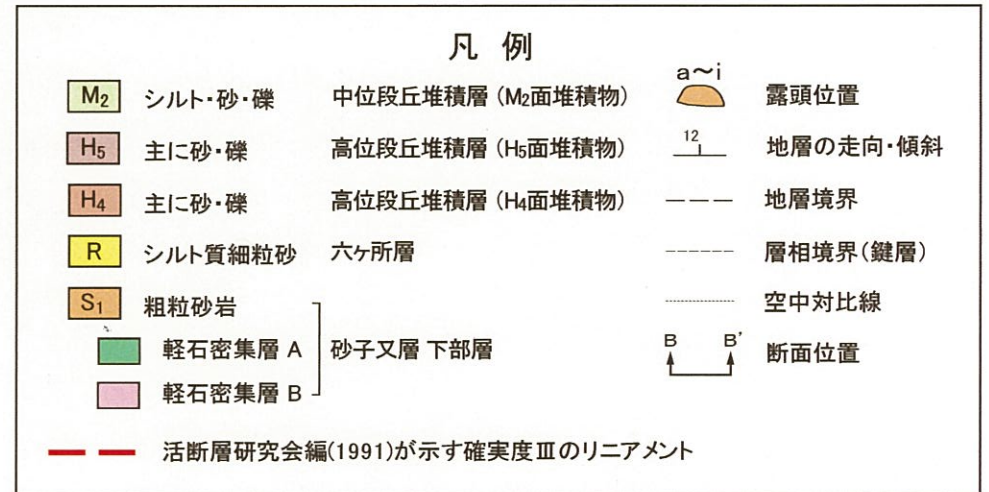 凡 例
M₂ シルト・砂・礫 中位段丘堆積層 (M₂面堆積物)
H₅ 主に砂・礫 高位段丘堆積層 (H₅面堆積物)
H₄ 主に砂・礫 高位段丘堆積層 (H₄面堆積物)
R シルト質細粒砂 六ヶ所層
S₁ 粗粒砂岩
軽石密集層 A
砂子又層 下部層
軽石密集層 B
a~i 露頭位置
12 地層の走向・傾斜
地層境界
層相境界(鍵層)
空中対比線
B B' 断面位置
活断層研究会編(1991)が示す確実度Ⅲのリニアメント